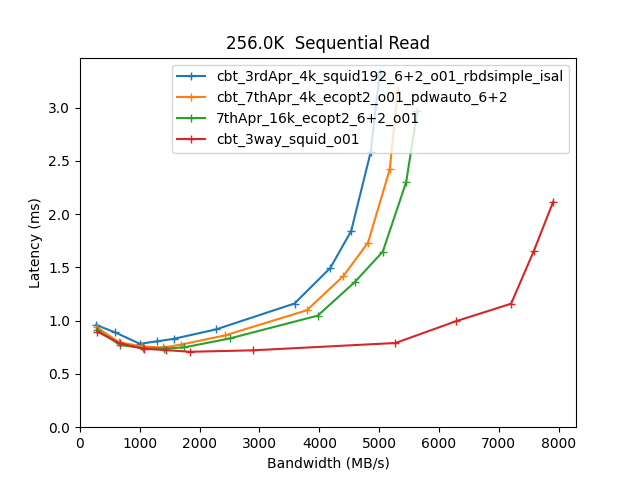 256.0K  Sequential Read
cbt_3rdApr_4k_squid192_6+2_o01_rbdsimple_isal
cbt_7thApr_4k_ecopt2_o01_pdwauto_6+2
7thApr_16k_ecopt2_6+2_o01
cbt_3way_squid_o01
Latency (ms)
3.0
2.5
2.0
1.5
1.0
0.5
0.0
0 1000 2000 3000 4000 5000 6000 7000 8000
Bandwidth (MB/s)